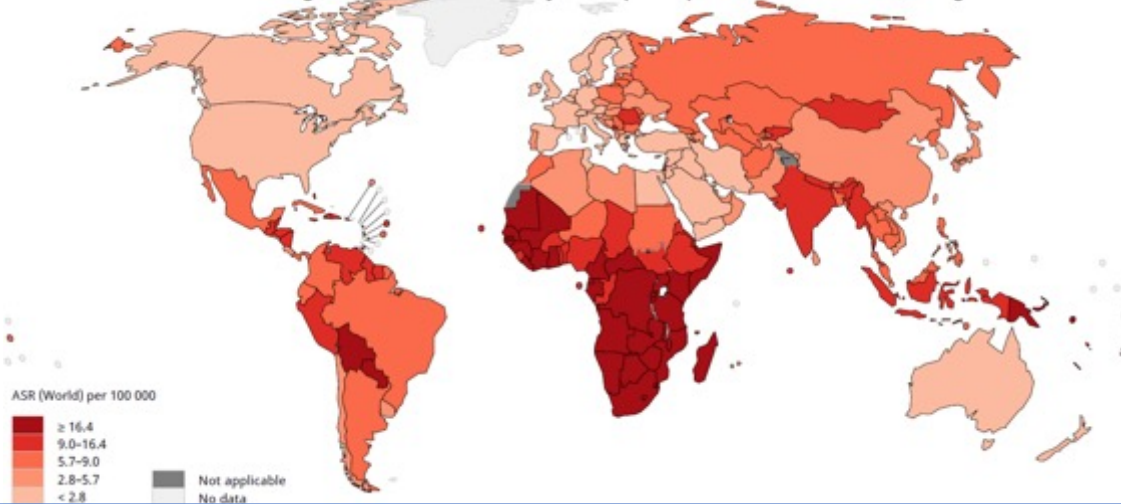 ASR (World) per 100 000
≥ 16.4
9.0–16.4
5.7–9.0
2.8–5.7
< 2.8
Not applicable
No data